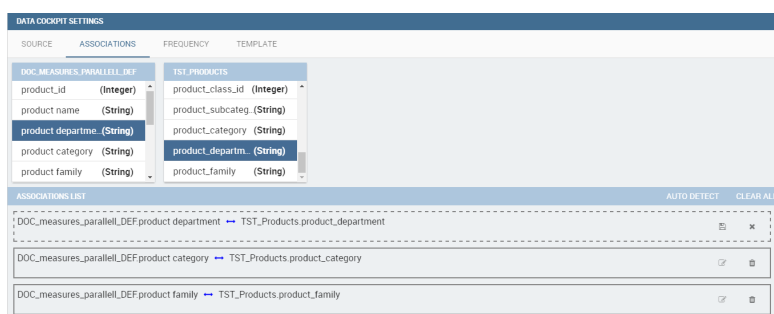 DATA COCKPIT SETTINGS
SOURCE ASSOCIATIONS FREQUENCY TEMPLATE
DOC_MEASURES_PARALLELL_DEF TST_PRODUCTS
product_id (Integer) product_class_id (Integer)
product name (String) product_subcateg..(String)
product departme..(String) product_category (String)
product category (String) product_departm... (String)
product family (String) product_family (String)
ASSOCIATIONS LIST AUTO DETECT CLEAR ALL
DOC_measures_parallell_DEF.product department ↔ TST_Products.product_department
DOC_measures_parallell_DEF.product category ↔ TST_Products.product_category
DOC_measures_parallell_DEF.product family ↔ TST_Products.product_family